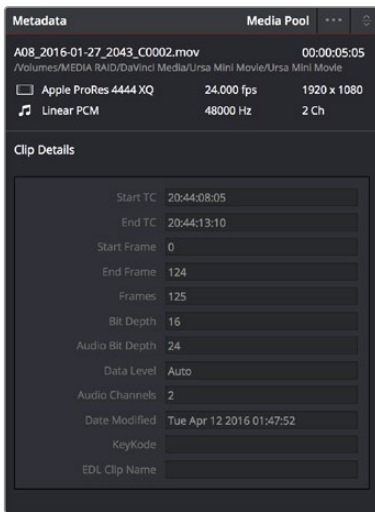 Metadata Media Pool ...
A08_2016-01-27_2043_C0002.mov 00:00:05:05
/Volumes/MEDIA RAID/DaVinci Media/Ursa Mini Movie/Ursa Mini Movie
Apple ProRes 4444 XQ 24.000 fps 1920 x 1080
Linear PCM 48000 Hz 2 Ch
Clip Details
Start TC 20:44:08:05
End TC 20:44:13:10
Start Frame 0
End Frame 124
Frames 125
Bit Depth 16
Audio Bit Depth 24
Data Level Auto
Audio Channels 2
Date Modified Tue Apr 12 2016 01:47:52
KeyKode
EDL Clip Name